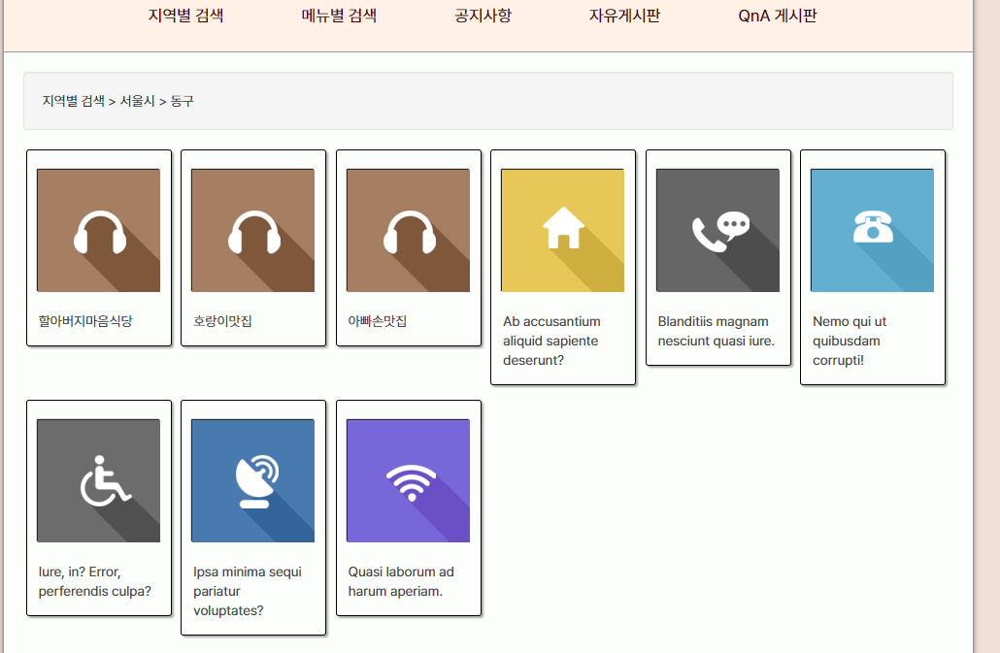 지역별 검색 메뉴별 검색 공지사항 자유게시판 QnA 게시판
지역별 검색 > 서울시 > 동구
할아버지마음식당
호랑이맛집
아빠손맛집
Ab accusantium
aliquid sapiente
deserunt?
Blanditiis magnam
nesciunt quasi iure.
Nemo qui ut
quibusdam
corrupti!
Iure, in? Error,
perferendis culpa?
Ipsa minima sequi
pariatur
voluptates?
Quasi laborum ad
harum aperiam.